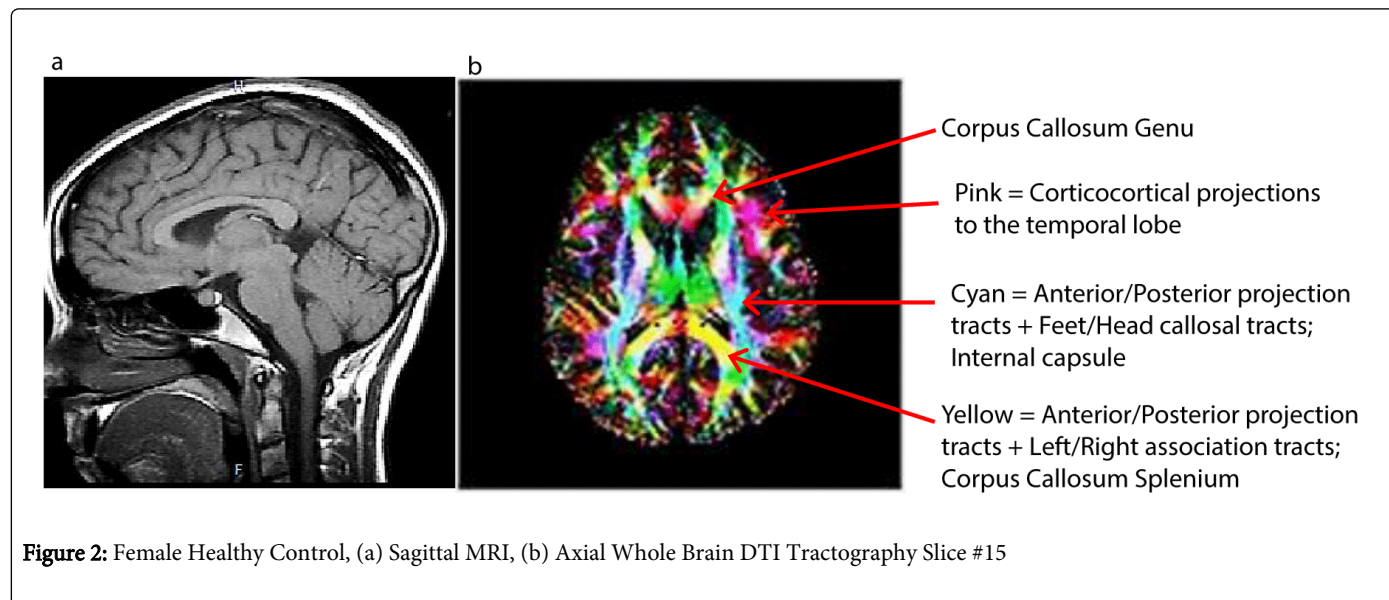 a
b
H
F
Corpus Callosum Genu
Pink = Corticocortical projections
to the temporal lobe
Cyan = Anterior/Posterior projection
tracts + Feet/Head callosal tracts;
Internal capsule
Yellow = Anterior/Posterior projection
tracts + Left/Right association tracts;
Corpus Callosum Splenium
Figure 2: Female Healthy Control, (a) Sagittal MRI, (b) Axial Whole Brain DTI Tractography Slice #15